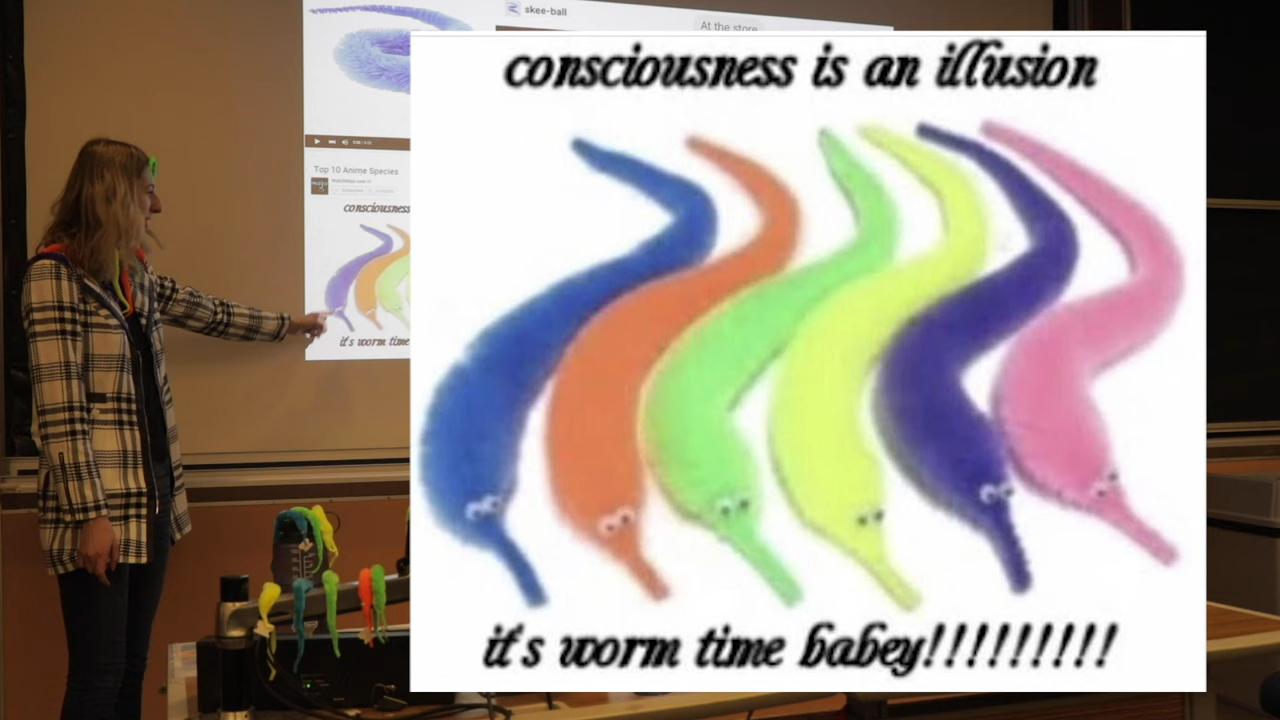 skee-ball
At the store
consciousness is an illusion
Top 10 Anime Species
consciousness
it's worm time
it's worm time babey!!!!!!!!!